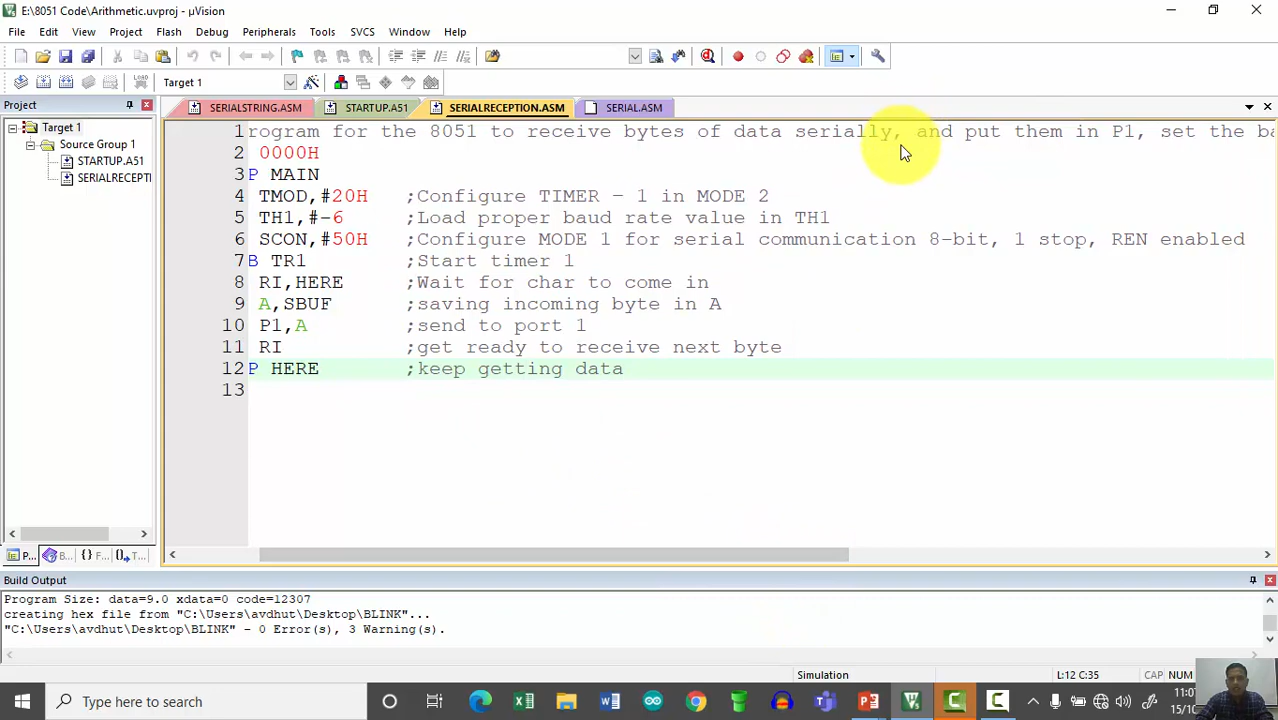 E:\8051 Code\Arithmetic.uvproj - µVision
File Edit View Project Flash Debug Peripherals Tools SVCS Window Help
LOAD Target 1
Project
SERIALSTRING.ASM STARTUP.A51 SERIALRECEPTION.ASM SERIAL.ASM
Target 1
Source Group 1
STARTUP.A51
SERIALRECEPTI
1 rogram for the 8051 to receive bytes of data serially, and put them in P1, set the ba
2 0000H
3 P MAIN
4 TMOD,#20H ;Configure TIMER - 1 in MODE 2
5 TH1,#-6 ;Load proper baud rate value in TH1
6 SCON,#50H ;Configure MODE 1 for serial communication 8-bit, 1 stop, REN enabled
7 B TR1 ;Start timer 1
8 RI,HERE ;Wait for char to come in
9 A,SBUF ;saving incoming byte in A
10 P1,A ;send to port 1
11 RI ;get ready to receive next byte
12 P HERE ;keep getting data
13
P... B... {} F... T...
Build Output
Program Size: data=9.0 xdata=0 code=12307
creating hex file from "C:\Users\avdhut\Desktop\BLINK"...
"C:\Users\avdhut\Desktop\BLINK" - 0 Error(s), 3 Warning(s).
Simulation L:12 C:35 CAP NUM
Type here to search
11:0
15/10